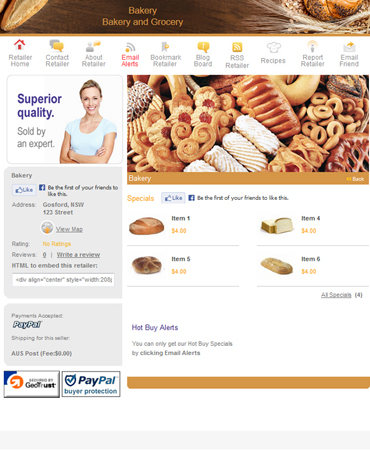 Bakery
Bakery and Grocery
Retailer Home
Contact Retailer
About Retailer
Email Alerts
Bookmark Retailer
Blog Board
RSS Retailer
Recipes
Report Retailer
Email Friend
Superior
quality.
Sold by
an expert.
Bakery
Like
Be the first of your friends to
like this.
Address: Gosford, NSW
123 Street
View Map
Rating: No Ratings
Reviews: 0 | Write a review
HTML to embed this retailer:
<div align="center" style="width:208p
Payments Accepted:
PayPal
Shipping for this seller:
AUS Post (Fee:$0.00)
SECURED BY
GeoTrust
PayPal
buyer protection
Bakery
Back
Specials
Like
Be the first of your friends to like this.
Item 1
$4.00
Item 4
$4.00
Item 5
$4.00
Item 6
$4.00
All Specials (4)
Hot Buy Alerts
You can only get our Hot Buy Specials
by clicking Email Alerts